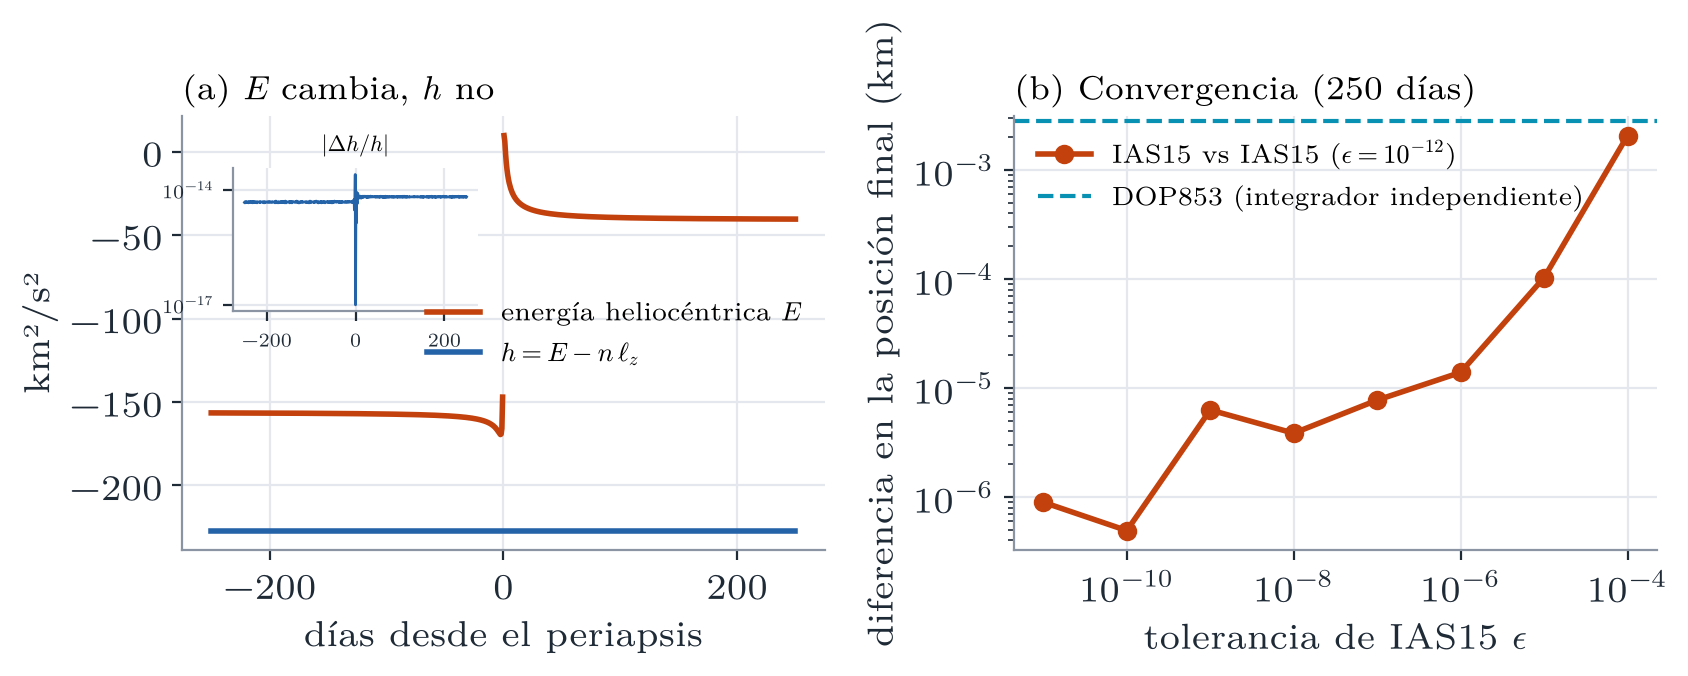 (a) E cambia, h no
km²/s²
0
−50
−100
−150
−200
|Δh/h|
10⁻¹⁴
10⁻¹⁷
−200 0 200
energía heliocéntrica E
h = E − n ℓ_z
−200 0 200
días desde el periapsis
(b) Convergencia (250 días)
diferencia en la posición final (km)
10⁻³
10⁻⁴
10⁻⁵
10⁻⁶
IAS15 vs IAS15 (ϵ = 10⁻¹²)
DOP853 (integrador independiente)
10⁻¹⁰ 10⁻⁸ 10⁻⁶ 10⁻⁴
tolerancia de IAS15 ϵ